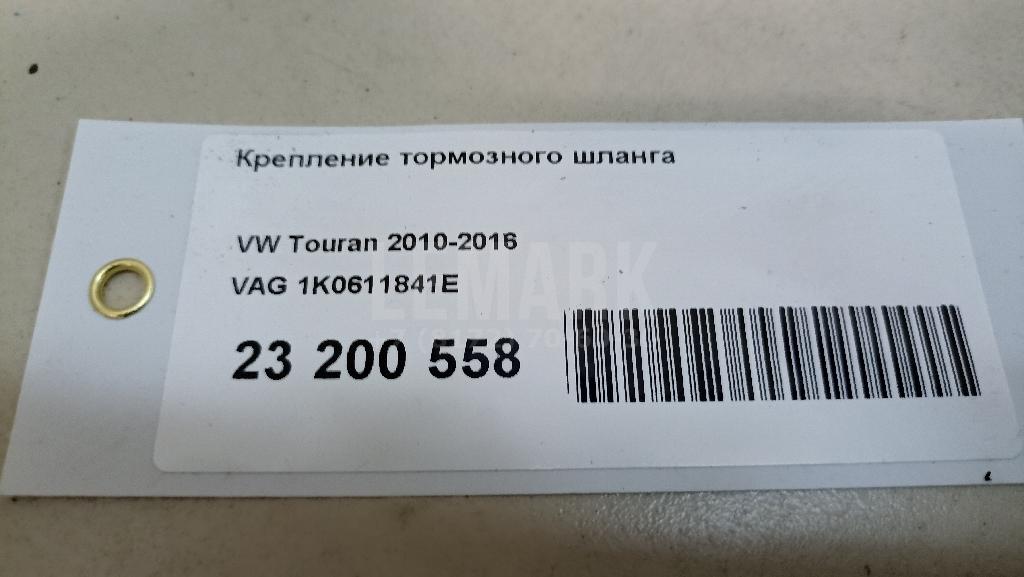 Крепление тормозного шланга
VW Touran 2010-2016
VAG 1K0611841E
23 200 558